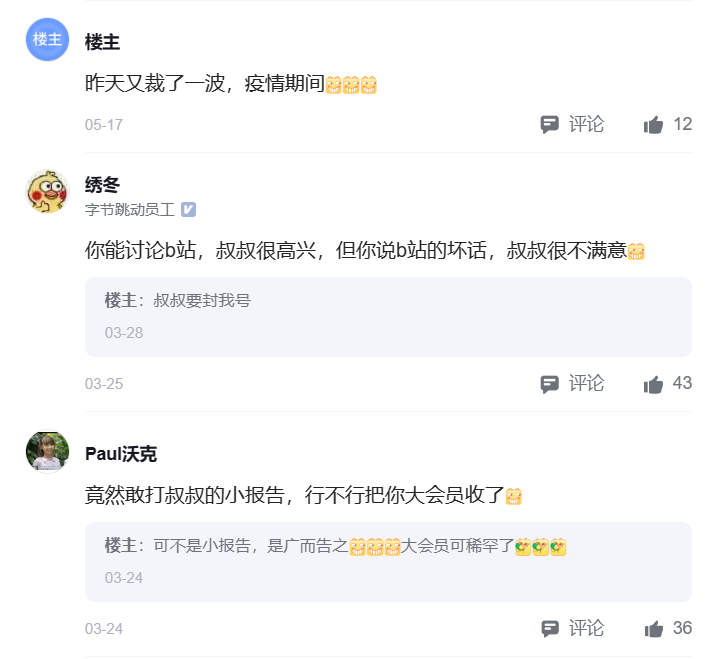 楼主
楼主
昨天又裁了一波，疫情期间
05-17
评论
12
绣冬
字节跳动员工
你能讨论b站，叔叔很高兴，但你说b站的坏话，叔叔很不满意
楼主：叔叔要封我号
03-28
03-25
评论
43
Paul沃克
竟然敢打叔叔的小报告，行不行把你大会员收了
楼主：可不是小报告，是广而告之大会员可稀罕了
03-24
03-24
评论
36